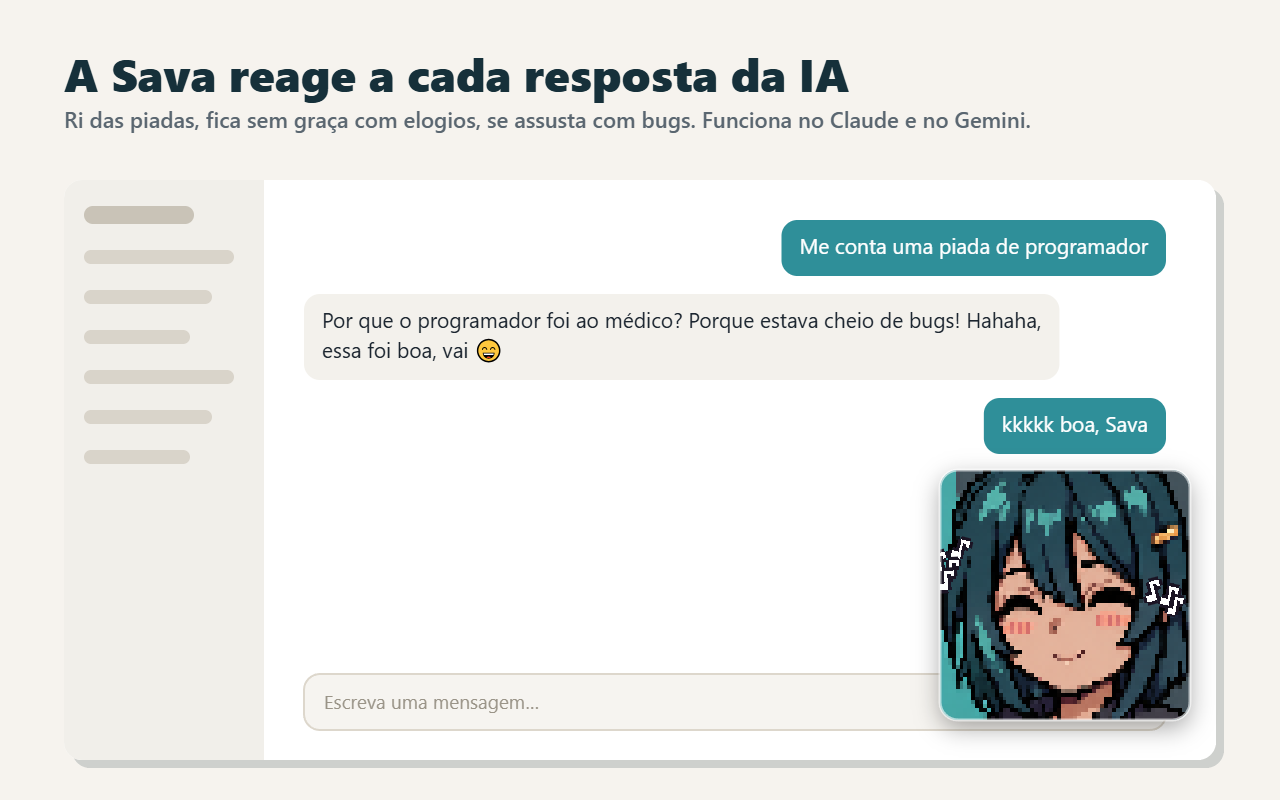 A Sava reage a cada resposta da IA
Ri das piadas, fica sem graça com elogios, se assusta com bugs. Funciona no Claude e no Gemini.
Me conta uma piada de programador
Por que o programador foi ao médico? Porque estava cheio de bugs! Hahaha,
essa foi boa, vai 😄
kkkkk boa, Sava
Escreva uma mensagem...